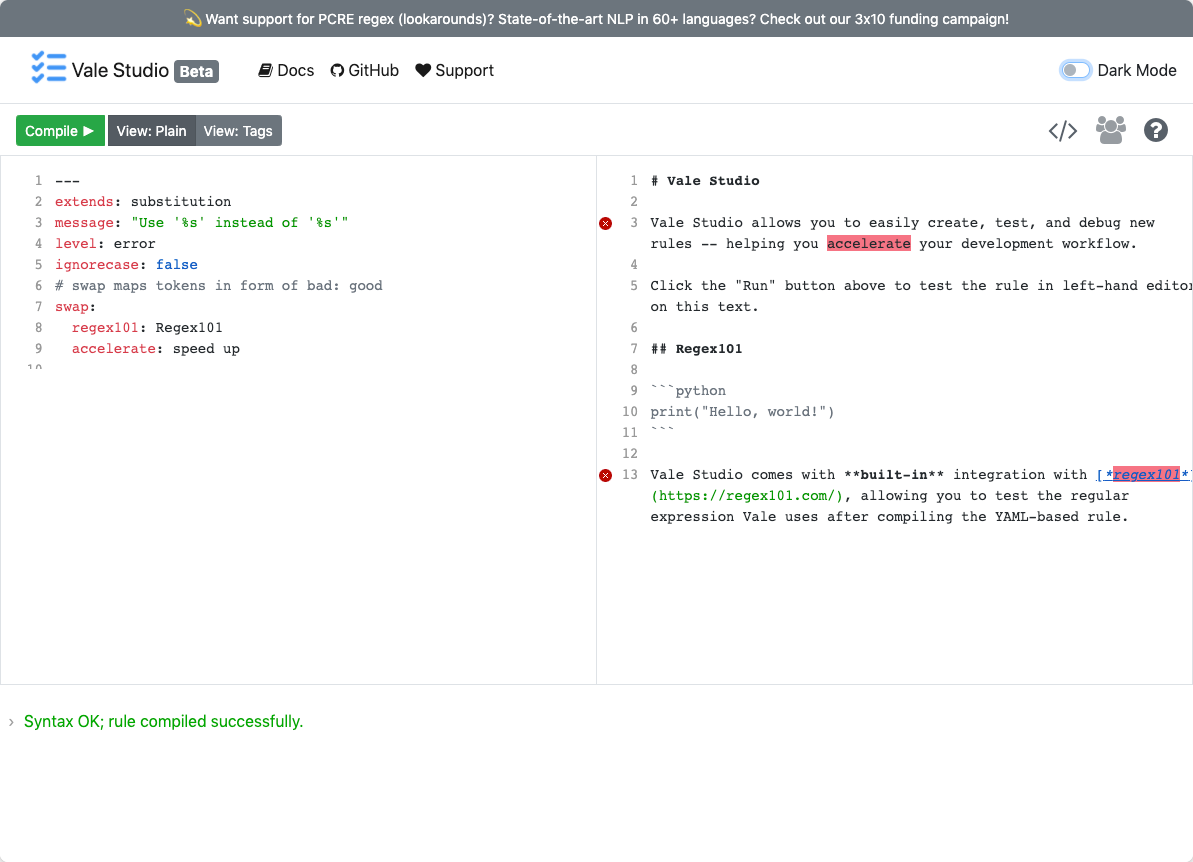 💫 Want support for PCRE regex (lookarounds)? State-of-the-art NLP in 60+ languages? Check out our 3x10 funding campaign!
Vale Studio Beta Docs GitHub Support Dark Mode
Compile ▶ View: Plain View: Tags </>
1 ---
2 extends: substitution
3 message: "Use '%s' instead of '%s'"
4 level: error
5 ignorecase: false
6 # swap maps tokens in form of bad: good
7 swap:
8 regex101: Regex101
9 accelerate: speed up
10
1 # Vale Studio
2
3 Vale Studio allows you to easily create, test, and debug new
rules -- helping you accelerate your development workflow.
4
5 Click the "Run" button above to test the rule in left-hand editor
on this text.
6
7 ## Regex101
8
9 ```python
10 print("Hello, world!")
11 ```
12
13 Vale Studio comes with **built-in** integration with [*regex101*]
(https://regex101.com/), allowing you to test the regular
expression Vale uses after compiling the YAML-based rule.
› Syntax OK; rule compiled successfully.